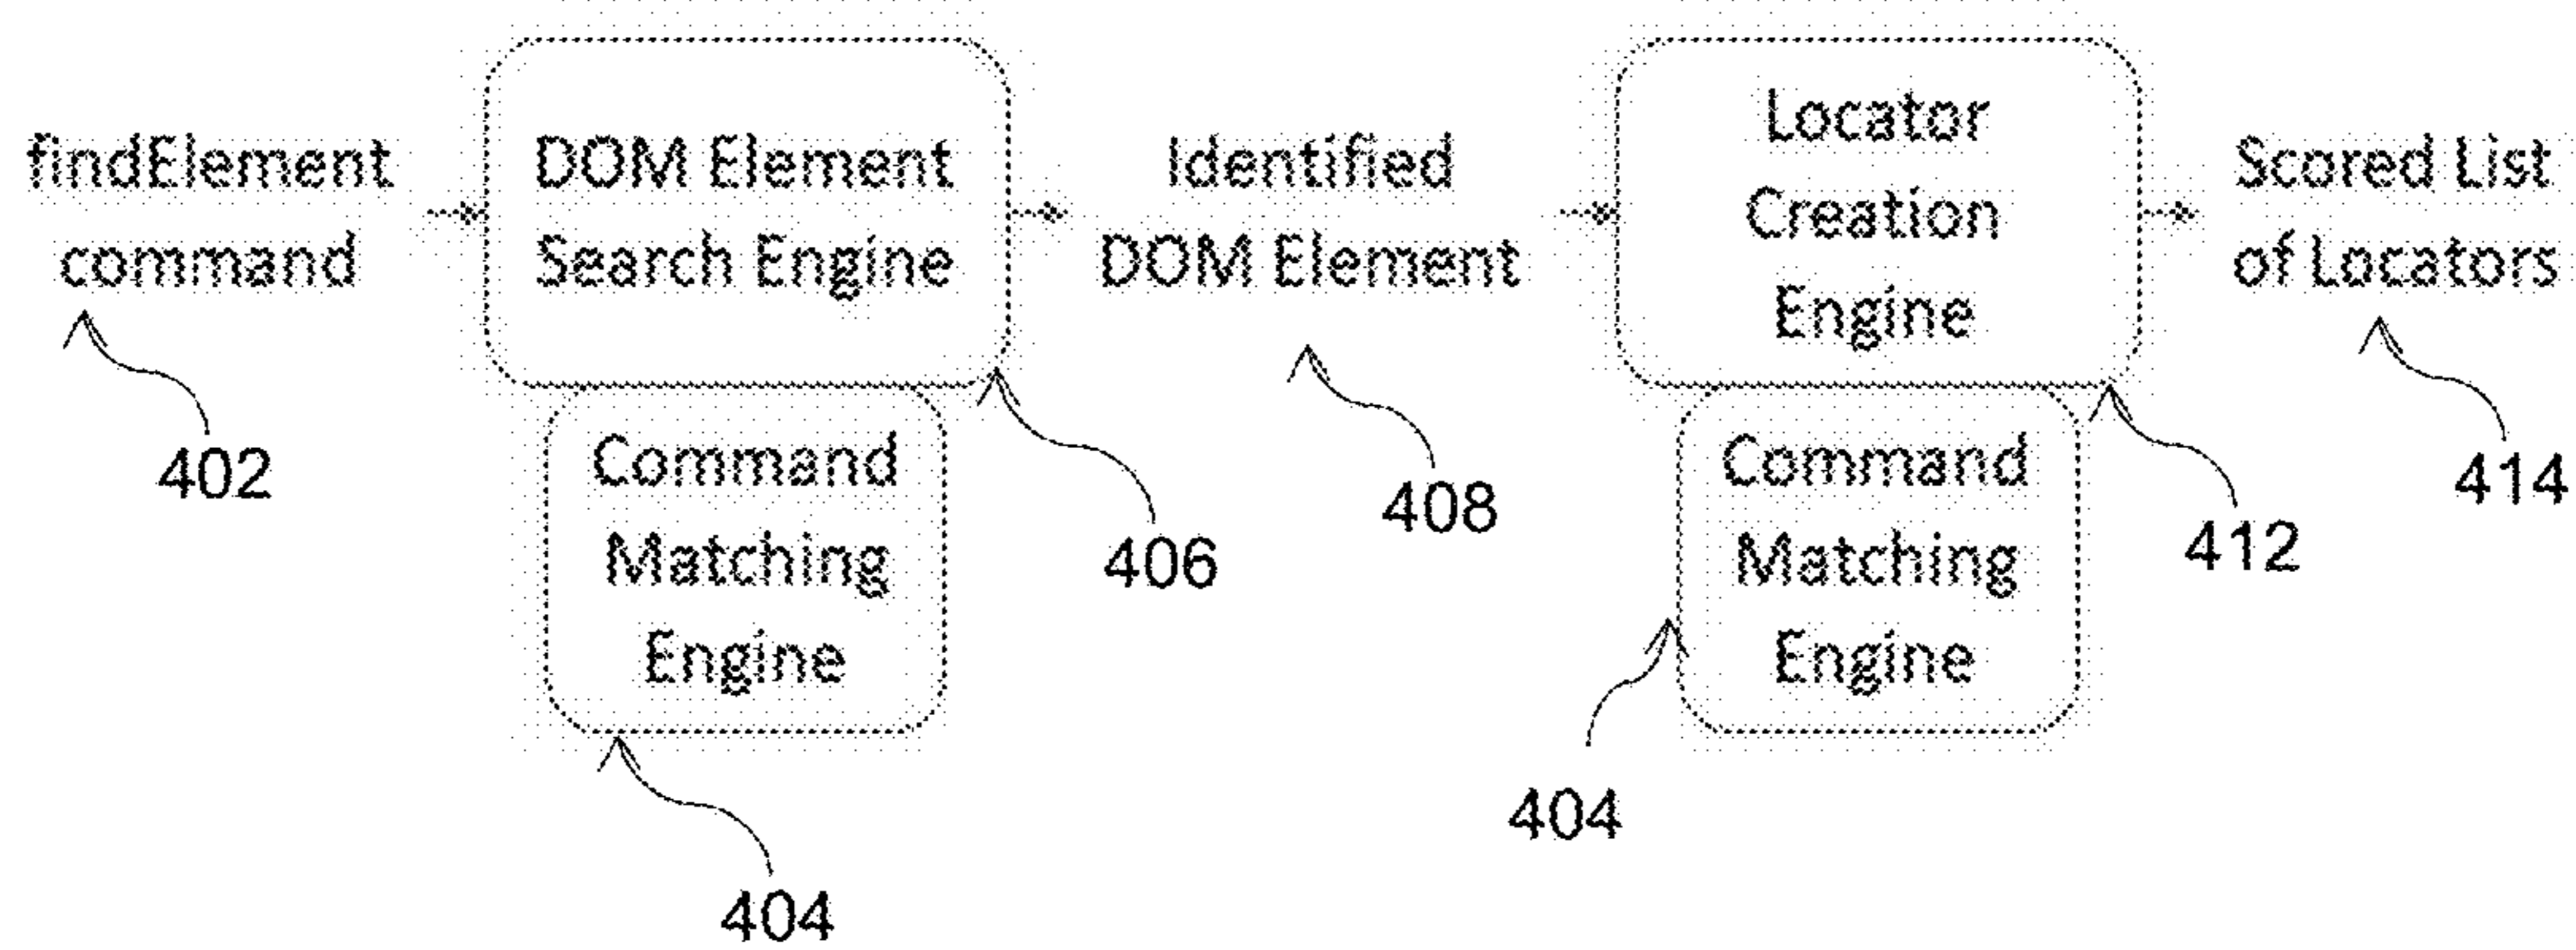 findElement
command
402
DOM Element
Search Engine
406
Command
Matching
Engine
404
Identified
DOM Element
408
Locator
Creation
Engine
412
Command
Matching
Engine
404
Scored List
of Locators
414